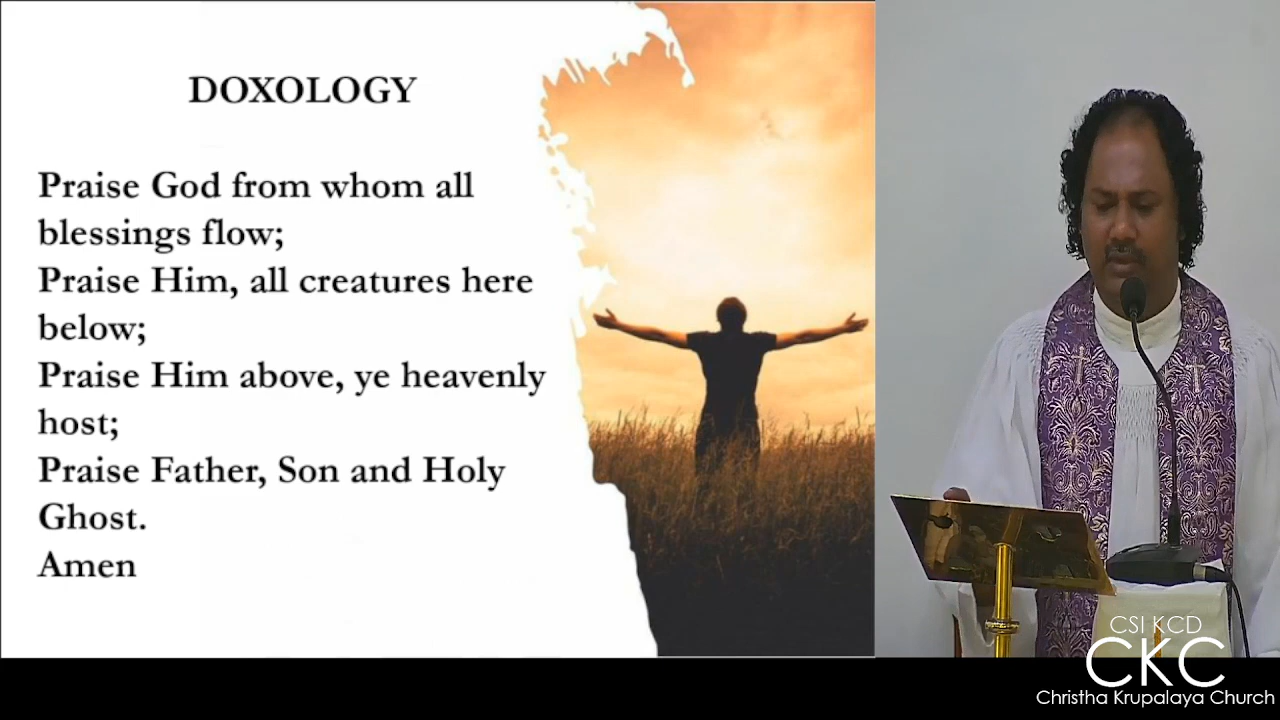 DOXOLOGY
Praise God from whom all
blessings flow;
Praise Him, all creatures here
below;
Praise Him above, ye heavenly
host;
Praise Father, Son and Holy
Ghost.
Amen
CSI KCD
CKC
Christha Krupalaya Church